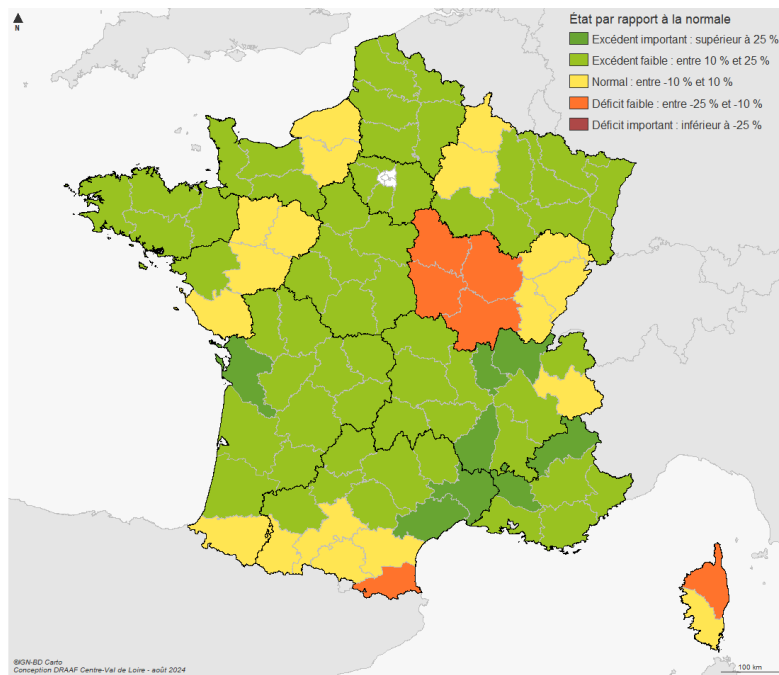 N
État par rapport à la normale
Excédent important : supérieur à 25 %
Excédent faible : entre 10 % et 25 %
Normal : entre -10 % et 10 %
Déficit faible : entre -25 % et -10 %
Déficit important : inférieur à -25 %
©IGN-BD Carto
Conception DRAAF Centre-Val de Loire - août 2024
100 km